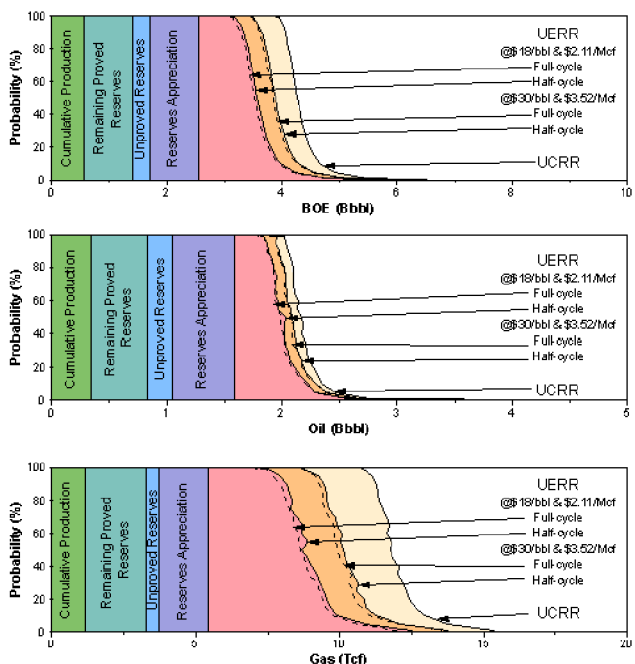 100
80
60
40
20
0
Probability (%)
Cumulative Production
Remaining Proved
Reserves
Unproved Reserves
Reserves Appreciation
UERR
@$18/bbl & $2.11/Mcf
Full-cycle
Half-cycle
@$30/bbl & $3.52/Mcf
Full-cycle
Half-cycle
UCRR
0
2
4
6
8
10
BOE (Bbbl)
100
80
60
40
20
0
Probability (%)
Cumulative Production
Remaining Proved
Reserves
Unproved Reserves
Reserves Appreciation
UERR
@$18/bbl & $2.11/Mcf
Full-cycle
Half-cycle
@$30/bbl & $3.52/Mcf
Full-cycle
Half-cycle
UCRR
0
1
2
3
4
5
Oil (Bbbl)
100
80
60
40
20
0
Probability (%)
Cumulative Production
Remaining Proved
Reserves
Unproved Reserves
Reserves Appreciation
UERR
@$18/bbl & $2.11/Mcf
Full-cycle
Half-cycle
@$30/bbl & $3.52/Mcf
Full-cycle
Half-cycle
UCRR
0
5
10
15
20
Gas (Tcf)